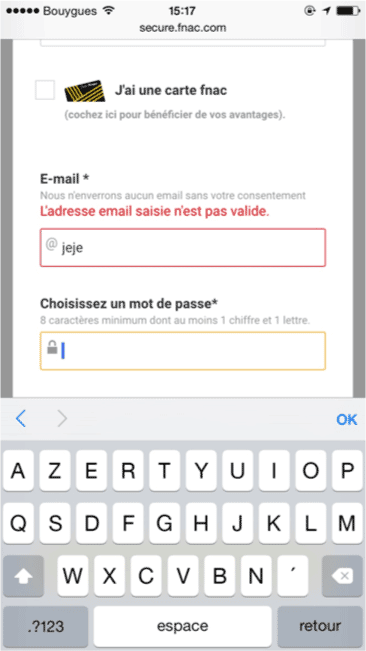 ●●●●● Bouygues 15:17
secure.fnac.com
J'ai une carte fnac
(cochez ici pour bénéficier de vos avantages).
E-mail *
Nous n'enverrons aucun email sans votre consentement
L'adresse email saisie n'est pas valide.
@ jeje
Choisissez un mot de passe*
8 caractères minimum dont au moins 1 chiffre et 1 lettre.
OK
A Z E R T Y U I O P
Q S D F G H J K L M
W X C V B N ´
.?123 espace retour